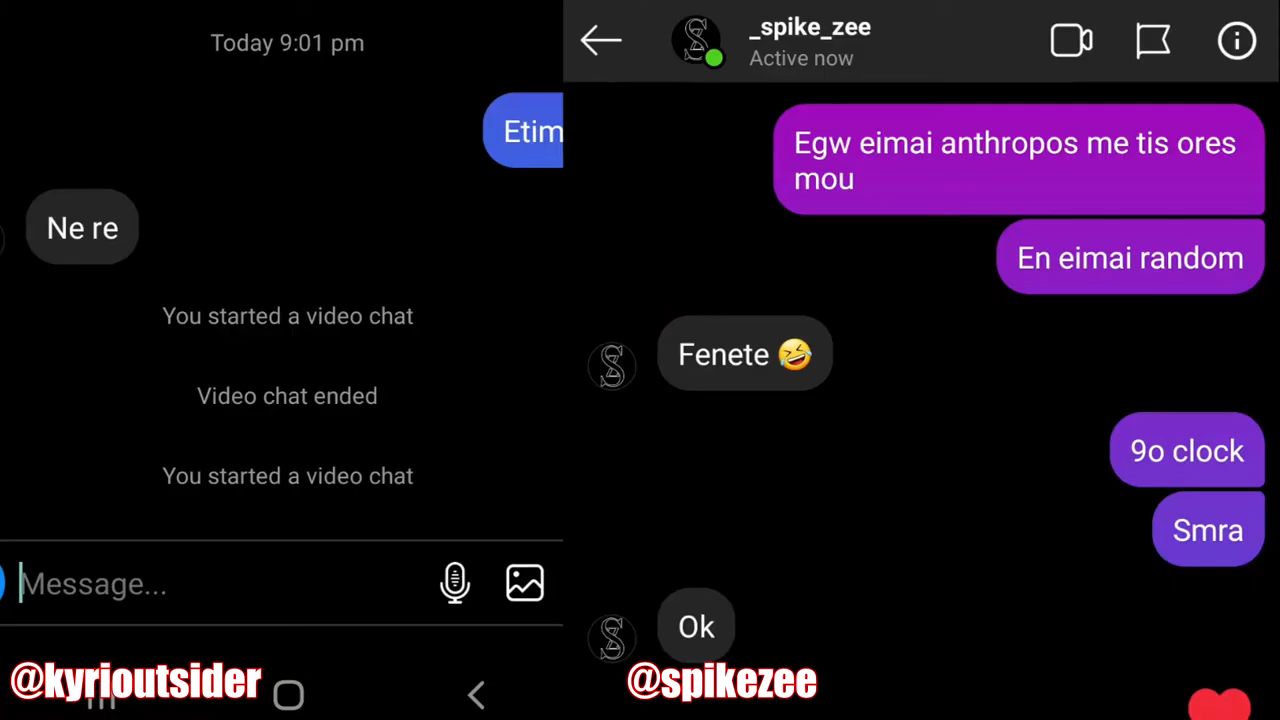 Today 9:01 pm
Etim
Ne re
You started a video chat
Video chat ended
You started a video chat
Message...
@kyrioutsider
_spike_zee
Active now
Egw eimai anthropos me tis ores
mou
En eimai random
Fenete 🤣
9o clock
Smra
Ok
@spikezee